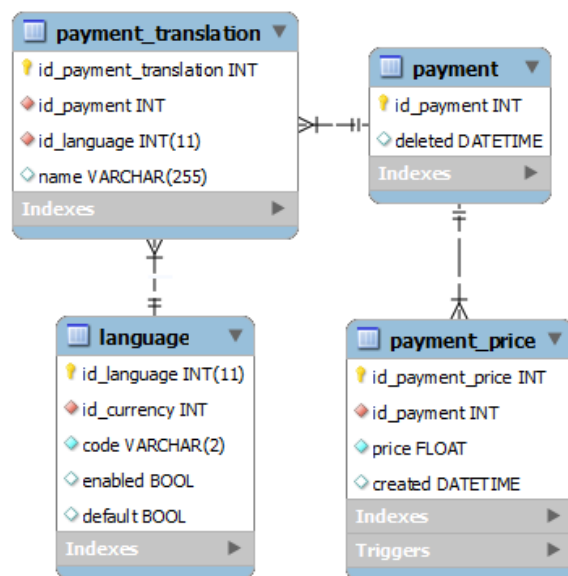 payment_translation
id_payment_translation INT
id_payment INT
id_language INT(11)
name VARCHAR(255)
Indexes
payment
id_payment INT
deleted DATETIME
Indexes
language
id_language INT(11)
id_currency INT
code VARCHAR(2)
enabled BOOL
default BOOL
Indexes
payment_price
id_payment_price INT
id_payment INT
price FLOAT
created DATETIME
Indexes
Triggers